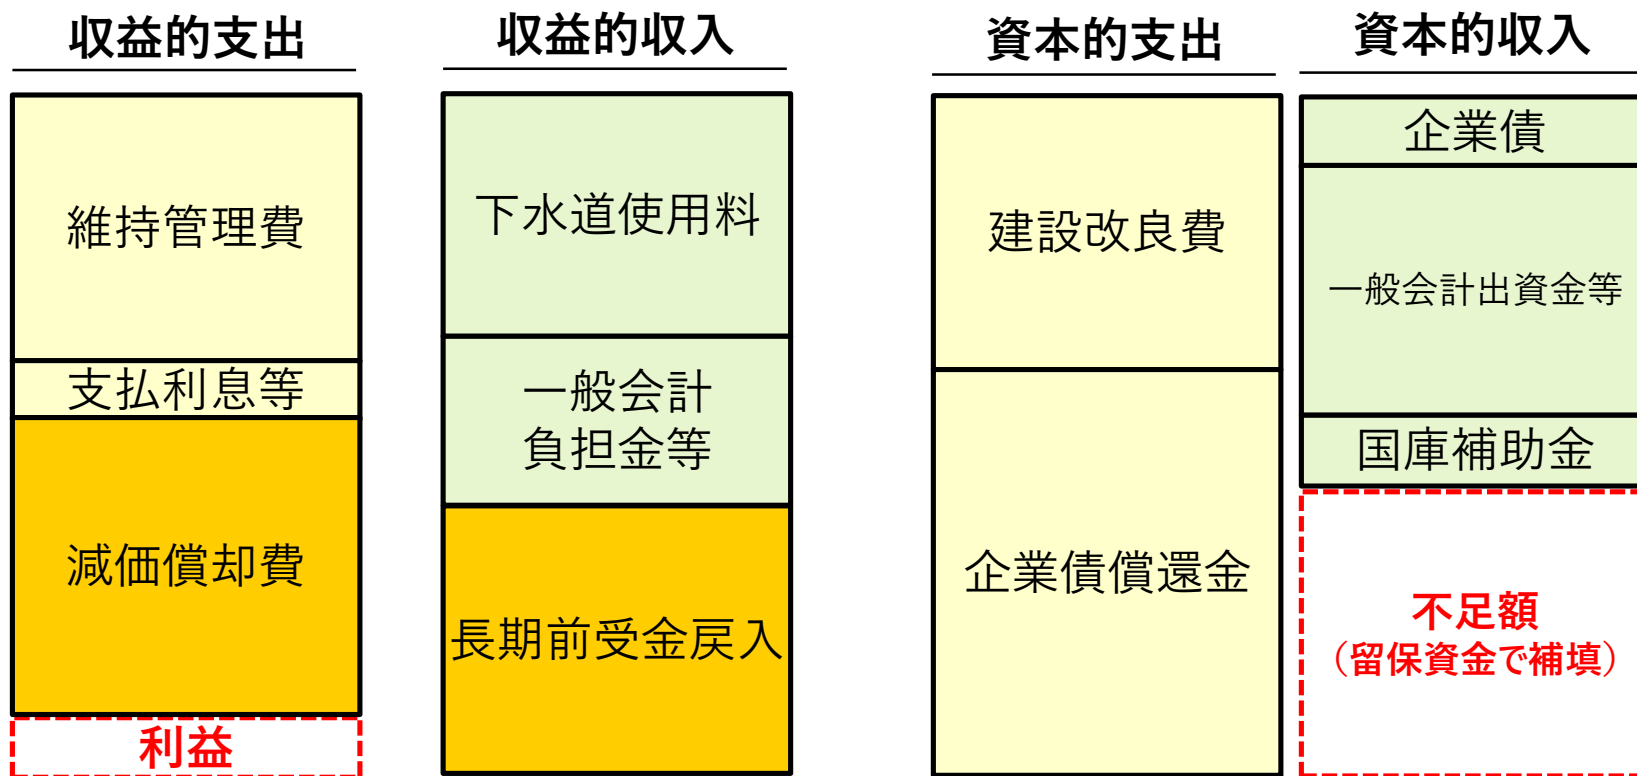 収益的支出
維持管理費
支払利息等
減価償却費
利益
収益的収入
下水道使用料
一般会計
負担金等
長期前受金戻入
資本的支出
建設改良費
企業債償還金
資本的収入
企業債
一般会計出資金等
国庫補助金
不足額
（留保資金で補填）